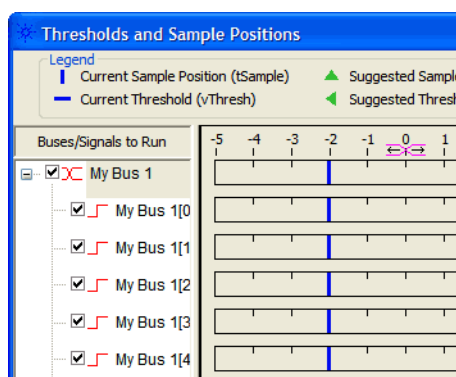 Thresholds and Sample Positions
Legend
Current Sample Position (tSample)
Suggested Sampl
Current Threshold (vThresh)
Suggested Thresh
Buses/Signals to Run
-5 -4 -3 -2 -1 0 1
My Bus 1
My Bus 1[0
My Bus 1[1
My Bus 1[2
My Bus 1[3
My Bus 1[4